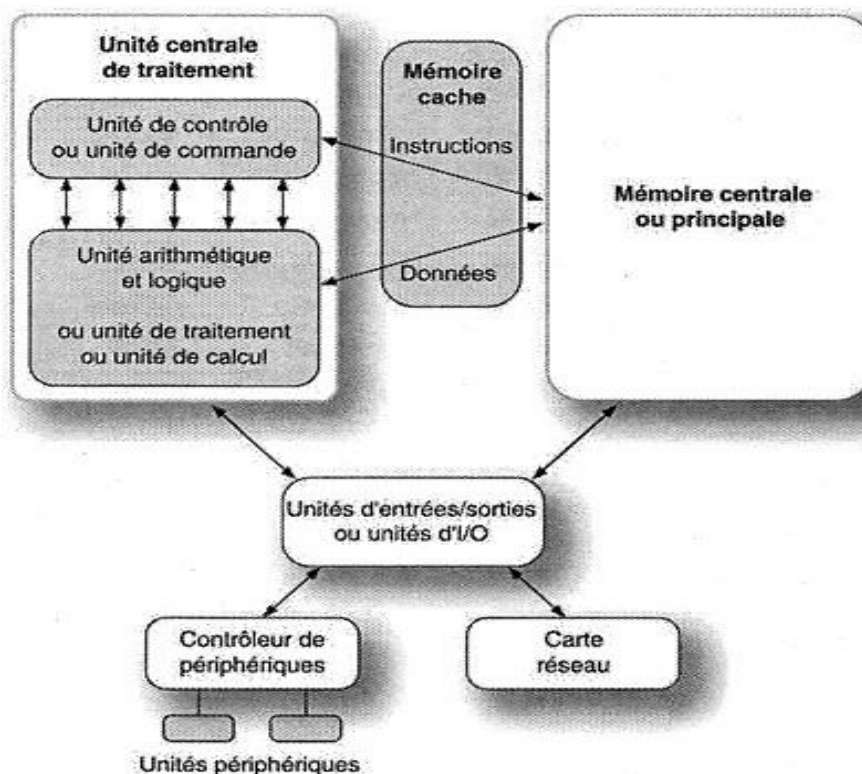 Unité centrale
de traitement
Unité de contrôle
ou unité de commande
Unité arithmétique
et logique
ou unité de traitement
ou unité de calcul
Mémoire
cache
Instructions
Données
Mémoire centrale
ou principale
Unités d'entrées/sorties
ou unités d'I/O
Contrôleur de
périphériques
Carte
réseau
Unités périphériques